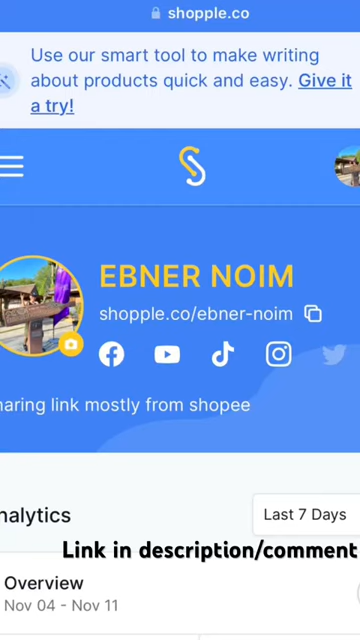 shopple.co
Use our smart tool to make writing
about products quick and easy. Give it
a try!
EBNER NOIM
shopple.co/ebner-noim
haring link mostly from shopee
nalytics
Last 7 Days
Link in description/comment
Overview
Nov 04 - Nov 11